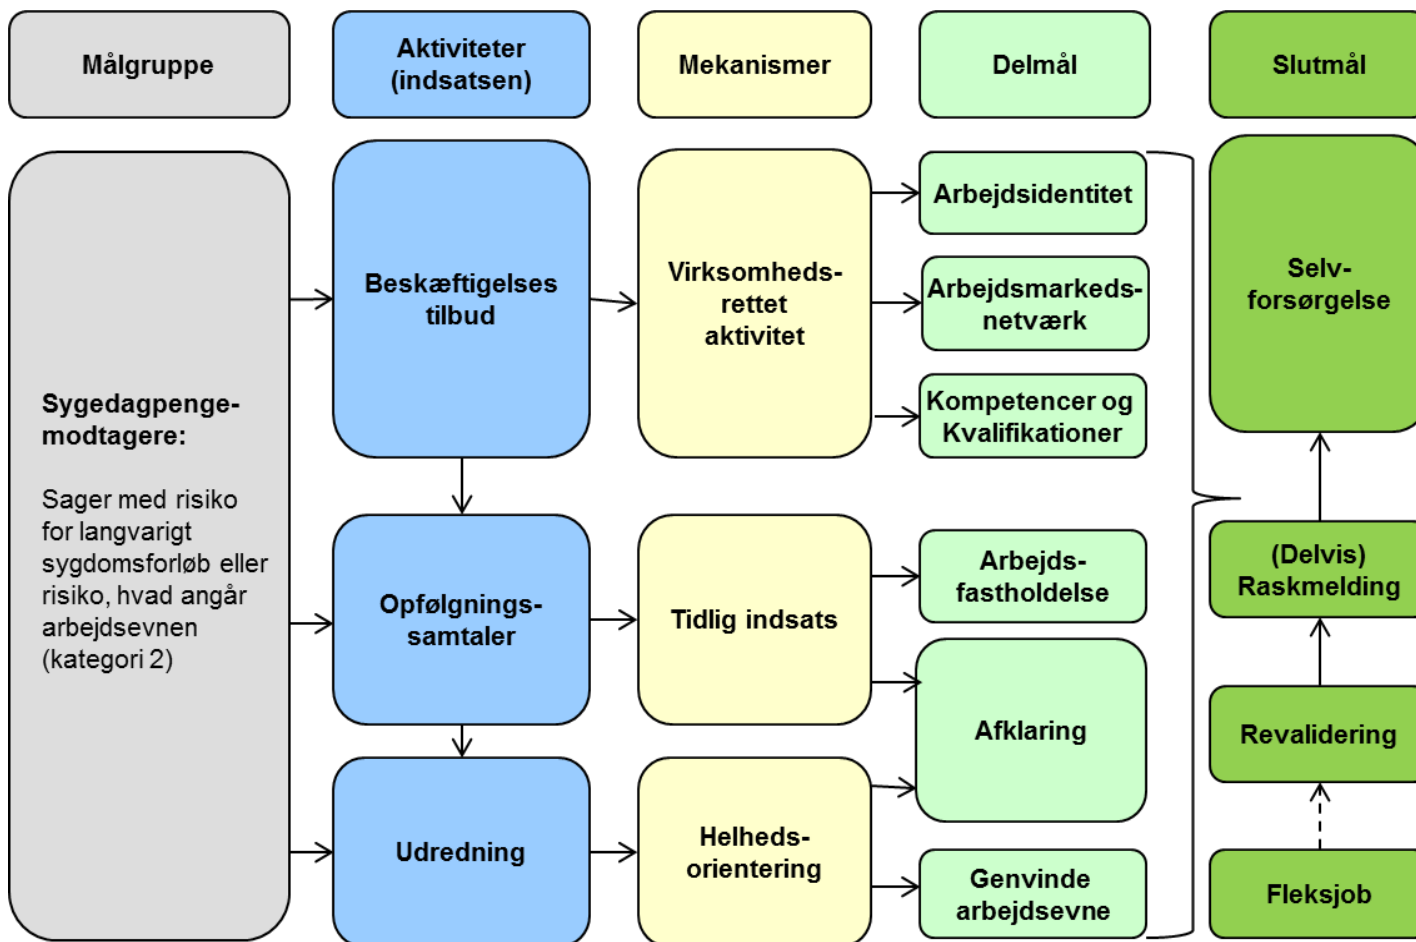 Målgruppe
Aktiviteter
(indsatsen)
Mekanismer
Delmål
Slutmål
Sygedagpenge-
modtagere:
Sager med risiko
for langvarigt
sygdomsforløb eller
risiko, hvad angår
arbejdsevnen
(kategori 2)
Beskæftigelses
tilbud
Opfølgnings-
samtaler
Udredning
Virksomheds-
rettet
aktivitet
Tidlig indsats
Helheds-
orientering
Arbejdsidentitet
Arbejdsmarkeds-
netværk
Kompetencer og
Kvalifikationer
Arbejds-
fastholdelse
Afklaring
Genvinde
arbejdsevne
Selv-
forsørgelse
(Delvis)
Raskmelding
Revalidering
Fleksjob